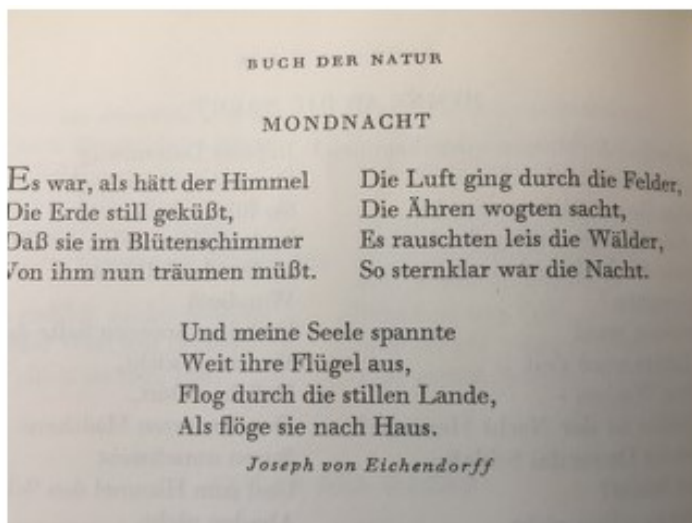 BUCH DER NATUR
MONDNACHT
Es war, als hätt der Himmel
Die Erde still geküßt,
Daß sie im Blütenschimmer
Von ihm nun träumen müßt.
Die Luft ging durch die Felder,
Die Ähren wogten sacht,
Es rauschten leis die Wälder,
So sternklar war die Nacht.
Und meine Seele spannte
Weit ihre Flügel aus,
Flog durch die stillen Lande,
Als flöge sie nach Haus.
Joseph von Eichendorff